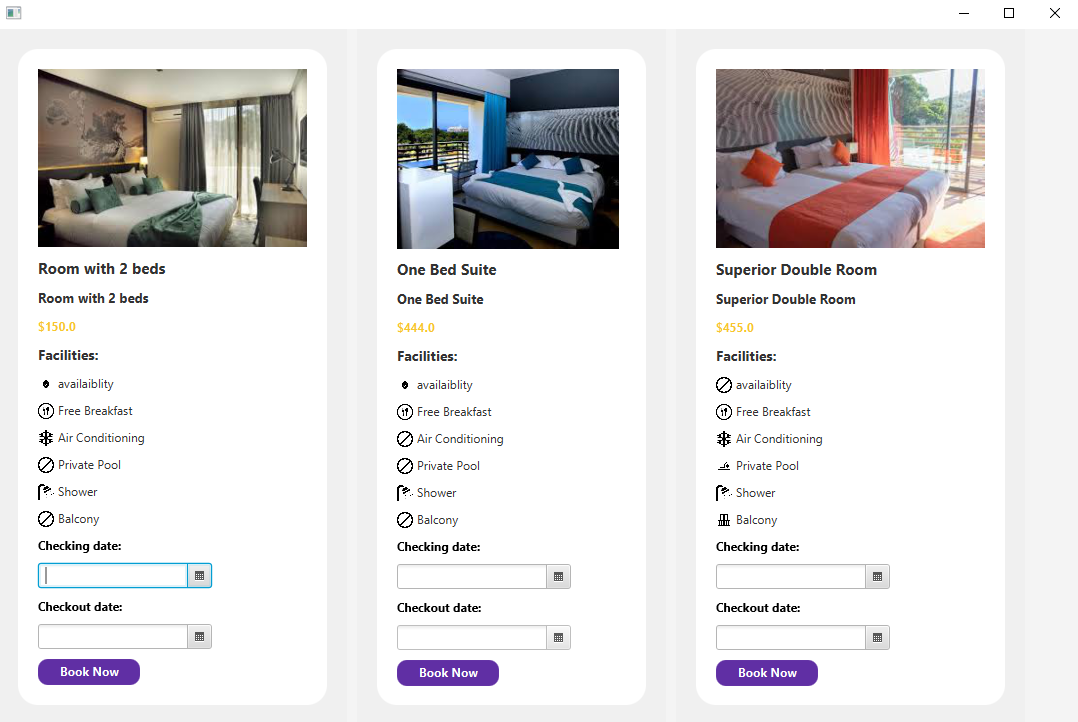 Room with 2 beds
Room with 2 beds
$150.0
Facilities:
availaiblity
Free Breakfast
Air Conditioning
Private Pool
Shower
Balcony
Checking date:
Checkout date:
Book Now
One Bed Suite
One Bed Suite
$444.0
Facilities:
availaiblity
Free Breakfast
Air Conditioning
Private Pool
Shower
Balcony
Checking date:
Checkout date:
Book Now
Superior Double Room
Superior Double Room
$455.0
Facilities:
availaiblity
Free Breakfast
Air Conditioning
Private Pool
Shower
Balcony
Checking date:
Checkout date:
Book Now